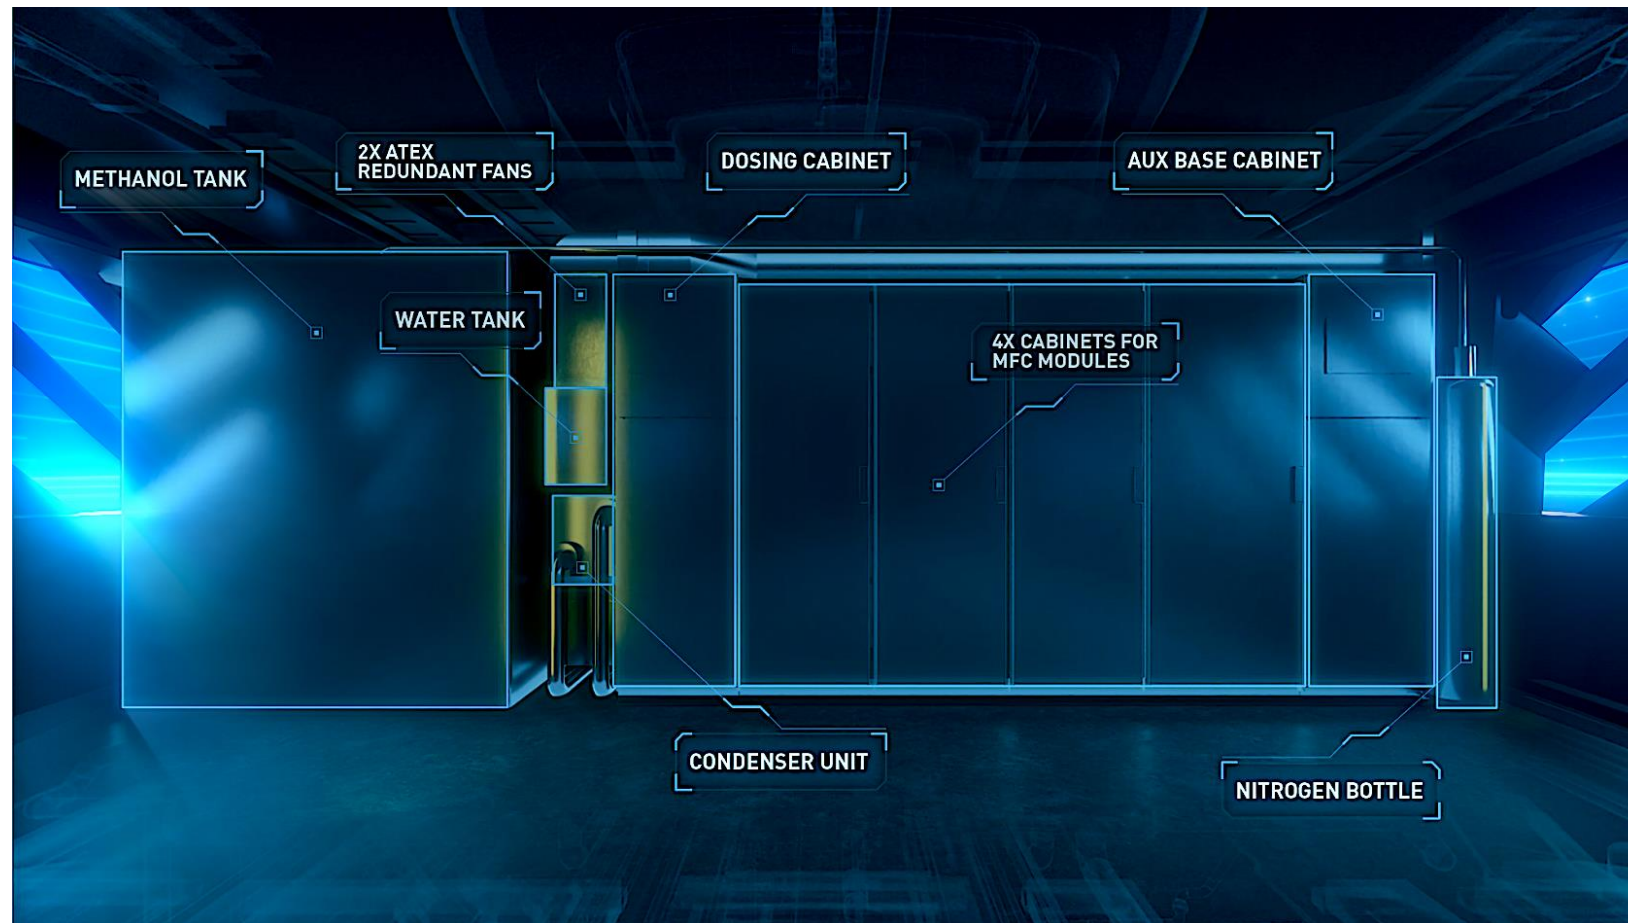 METHANOL TANK
2X ATEX
REDUNDANT FANS
DOSING CABINET
AUX BASE CABINET
WATER TANK
4X CABINETS FOR
MFC MODULES
CONDENSER UNIT
NITROGEN BOTTLE